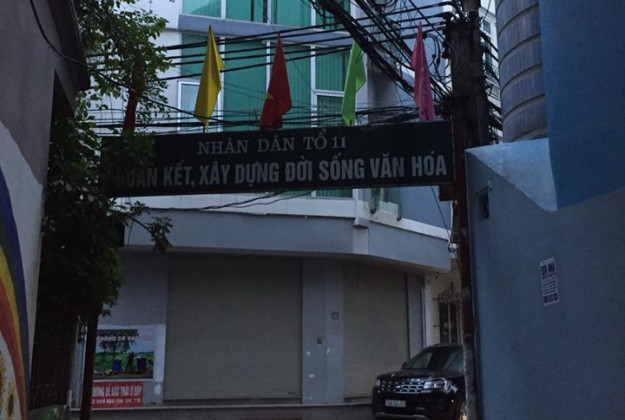 NHÂN DÂN TỔ 11
ĐOÀN KẾT, XÂY DỰNG ĐỜI SỐNG VĂN HÓA